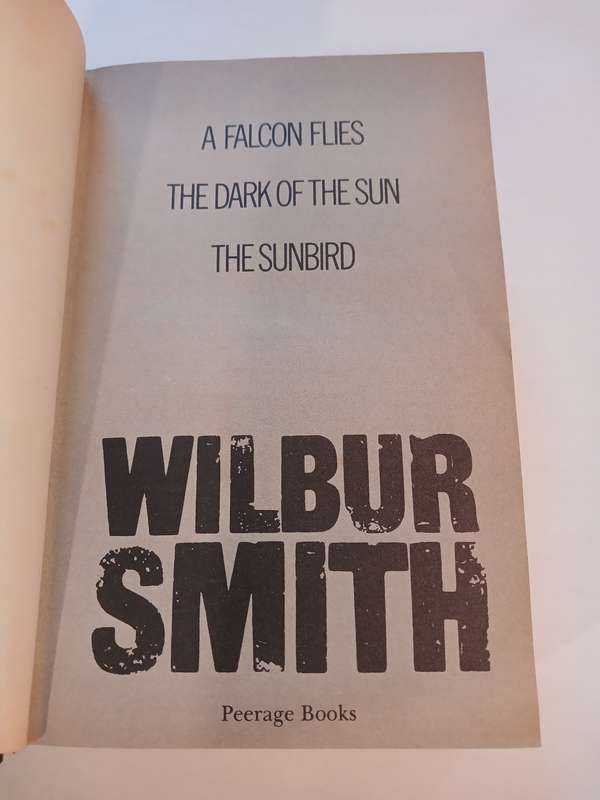 A FALCON FLIES
THE DARK OF THE SUN
THE SUNBIRD
WILBUR
SMITH
Peerage Books